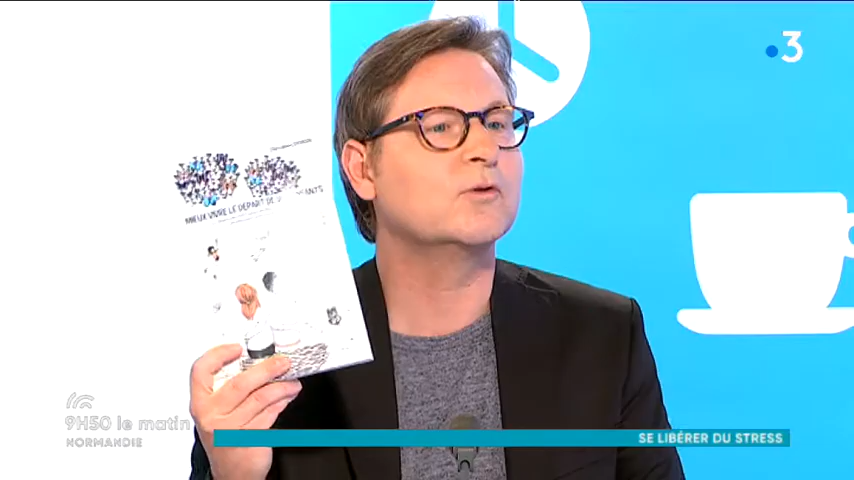 3
MIEUX VIVRE LE DÉPART DE
9H50 le matin
NORMANDIE
SE LIBÉRER DU STRESS